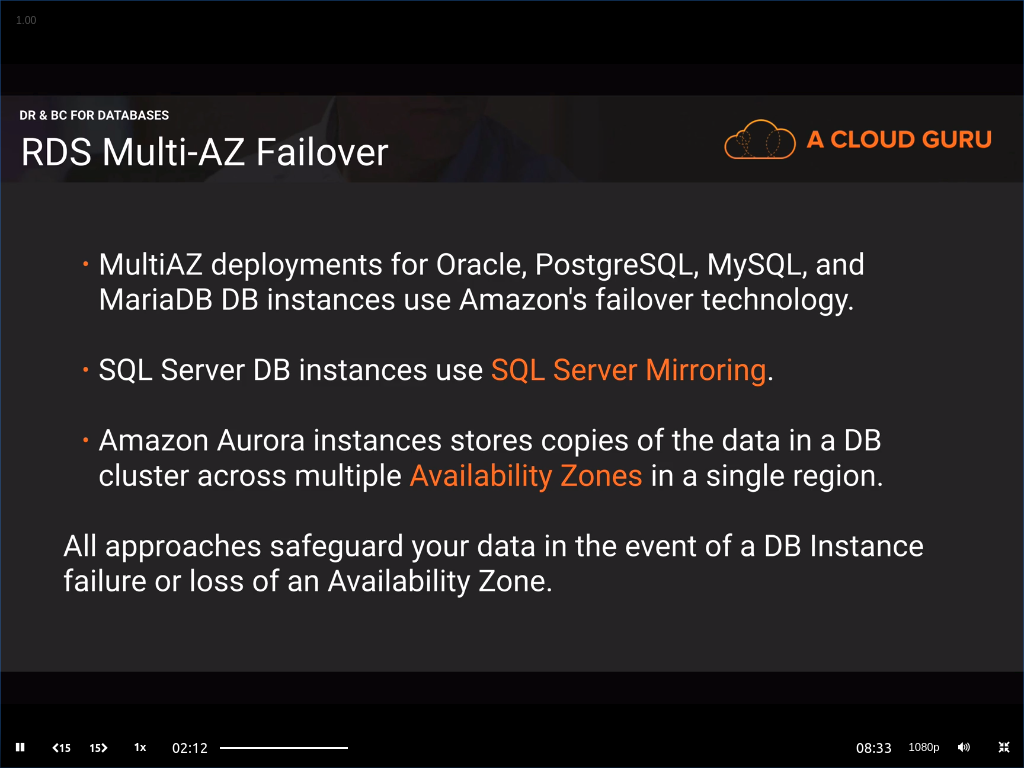 1.00
DR & BC FOR DATABASES
RDS Multi-AZ Failover
A CLOUD GURU
• MultiAZ deployments for Oracle, PostgreSQL, MySQL, and
MariaDB DB instances use Amazon's failover technology.
• SQL Server DB instances use SQL Server Mirroring.
• Amazon Aurora instances stores copies of the data in a DB
cluster across multiple Availability Zones in a single region.
All approaches safeguard your data in the event of a DB Instance
failure or loss of an Availability Zone.
15 15 1x 02:12 08:33 1080p